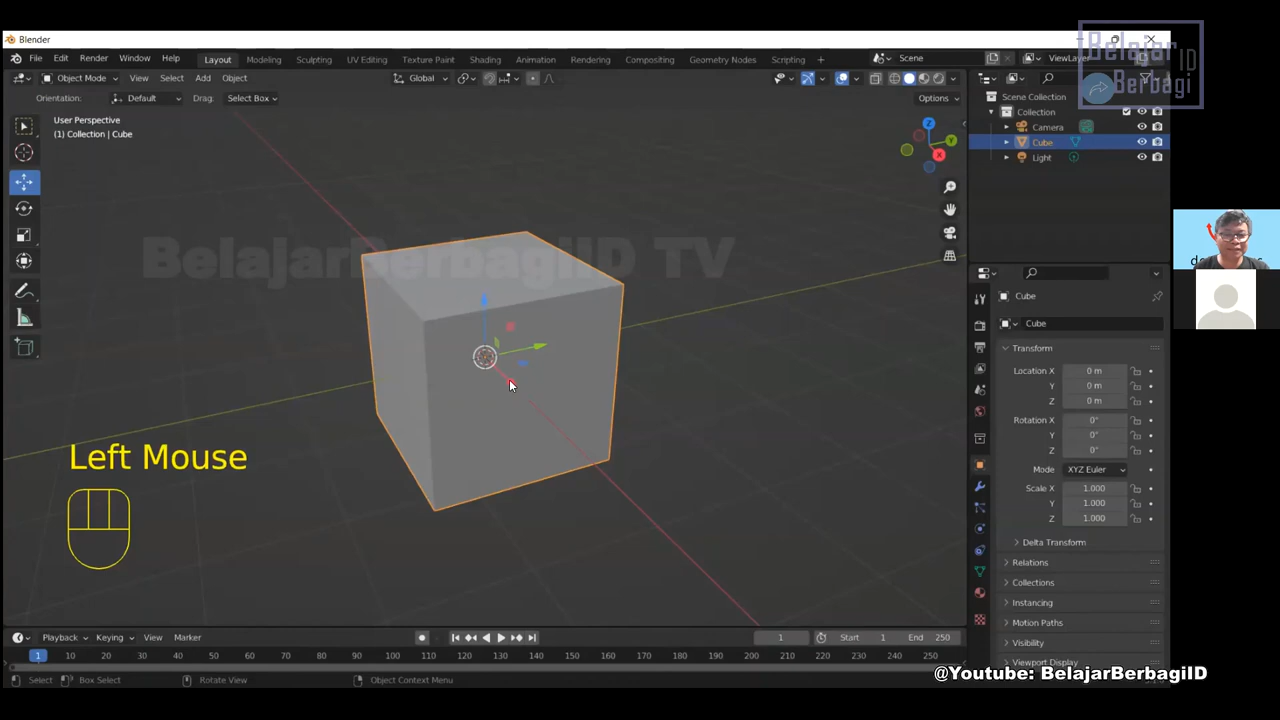 Blender
Belajar ID
Berbagi
File Edit Render Window Help Layout Modeling Sculpting UV Editing Texture Paint Shading Animation Rendering Compositing Geometry Nodes Scripting + Scene ViewLayer
Object Mode View Select Add Object Global
Orientation: Default Drag: Select Box Options
User Perspective
(1) Collection | Cube
Scene Collection
Collection
Camera
Cube
Light
Z
Y
X
BelajarBerbagiID TV
Cube
Cube
Transform
Location X 0 m
Y 0 m
Z 0 m
Rotation X 0°
Y 0°
Z 0°
Mode XYZ Euler
Scale X 1.000
Y 1.000
Z 1.000
Delta Transform
Relations
Collections
Instancing
Motion Paths
Visibility
Viewport Display
Left Mouse
Playback Keying View Marker 1 Start 1 End 250
1 10 20 30 40 50 60 70 80 90 100 110 120 130 140 150 160 170 180 190 200 210 220 230 240 250
Select Box Select Rotate View Object Context Menu
@Youtube: BelajarBerbagiID